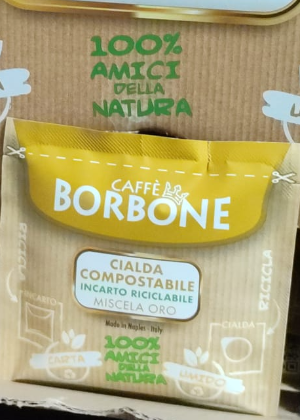 100%
AMICI
DELLA
NATURA
CAFFÈ
BORBONE
CIALDA
COMPOSTABILE
INCARTO RICICLABILE
MISCELA ORO
Made in Naples - Italy
RICICLA
RICICLA
INCARTO
CIALDA
100%
AMICI
DELLA
NATURA
CARTA
UMIDO